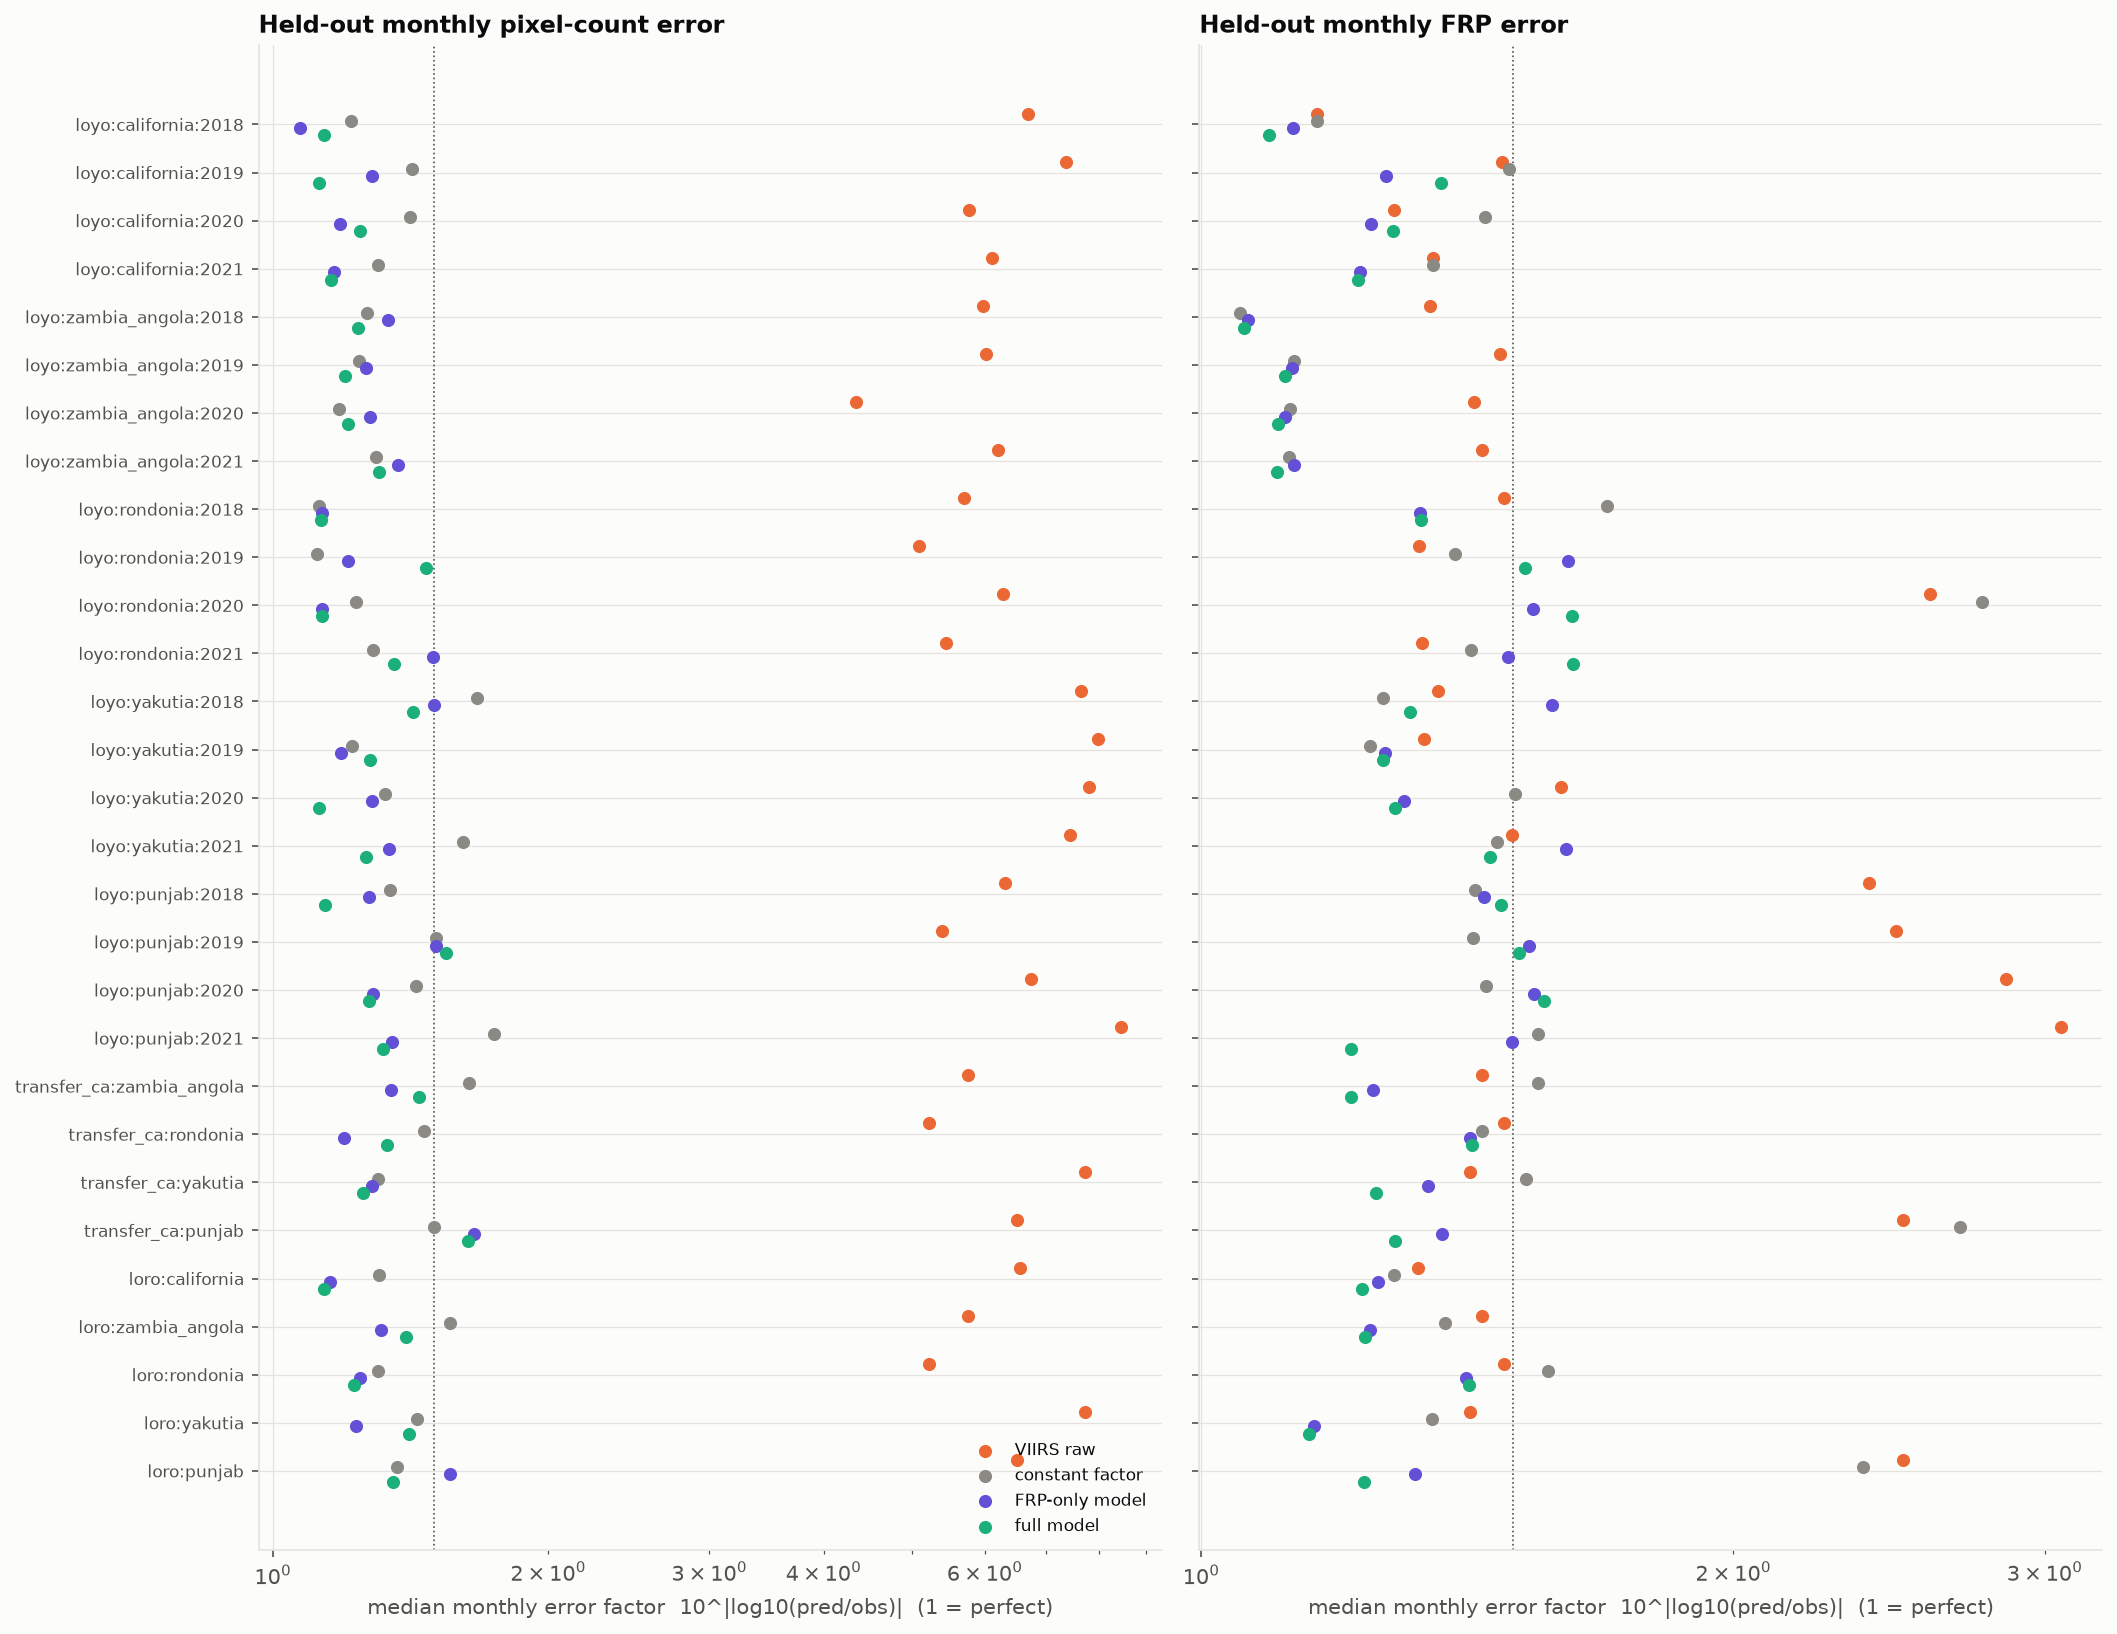 Held-out monthly pixel-count error
Held-out monthly FRP error
loyo:california:2018
loyo:california:2019
loyo:california:2020
loyo:california:2021
loyo:zambia_angola:2018
loyo:zambia_angola:2019
loyo:zambia_angola:2020
loyo:zambia_angola:2021
loyo:rondonia:2018
loyo:rondonia:2019
loyo:rondonia:2020
loyo:rondonia:2021
loyo:yakutia:2018
loyo:yakutia:2019
loyo:yakutia:2020
loyo:yakutia:2021
loyo:punjab:2018
loyo:punjab:2019
loyo:punjab:2020
loyo:punjab:2021
transfer_ca:zambia_angola
transfer_ca:rondonia
transfer_ca:yakutia
transfer_ca:punjab
loro:california
loro:zambia_angola
loro:rondonia
loro:yakutia
loro:punjab
VIIRS raw
constant factor
FRP-only model
full model
10⁰ 2 × 10⁰ 3 × 10⁰ 4 × 10⁰ 6 × 10⁰
10⁰ 2 × 10⁰ 3 × 10⁰
median monthly error factor 10^|log10(pred/obs)| (1 = perfect)
median monthly error factor 10^|log10(pred/obs)| (1 = perfect)